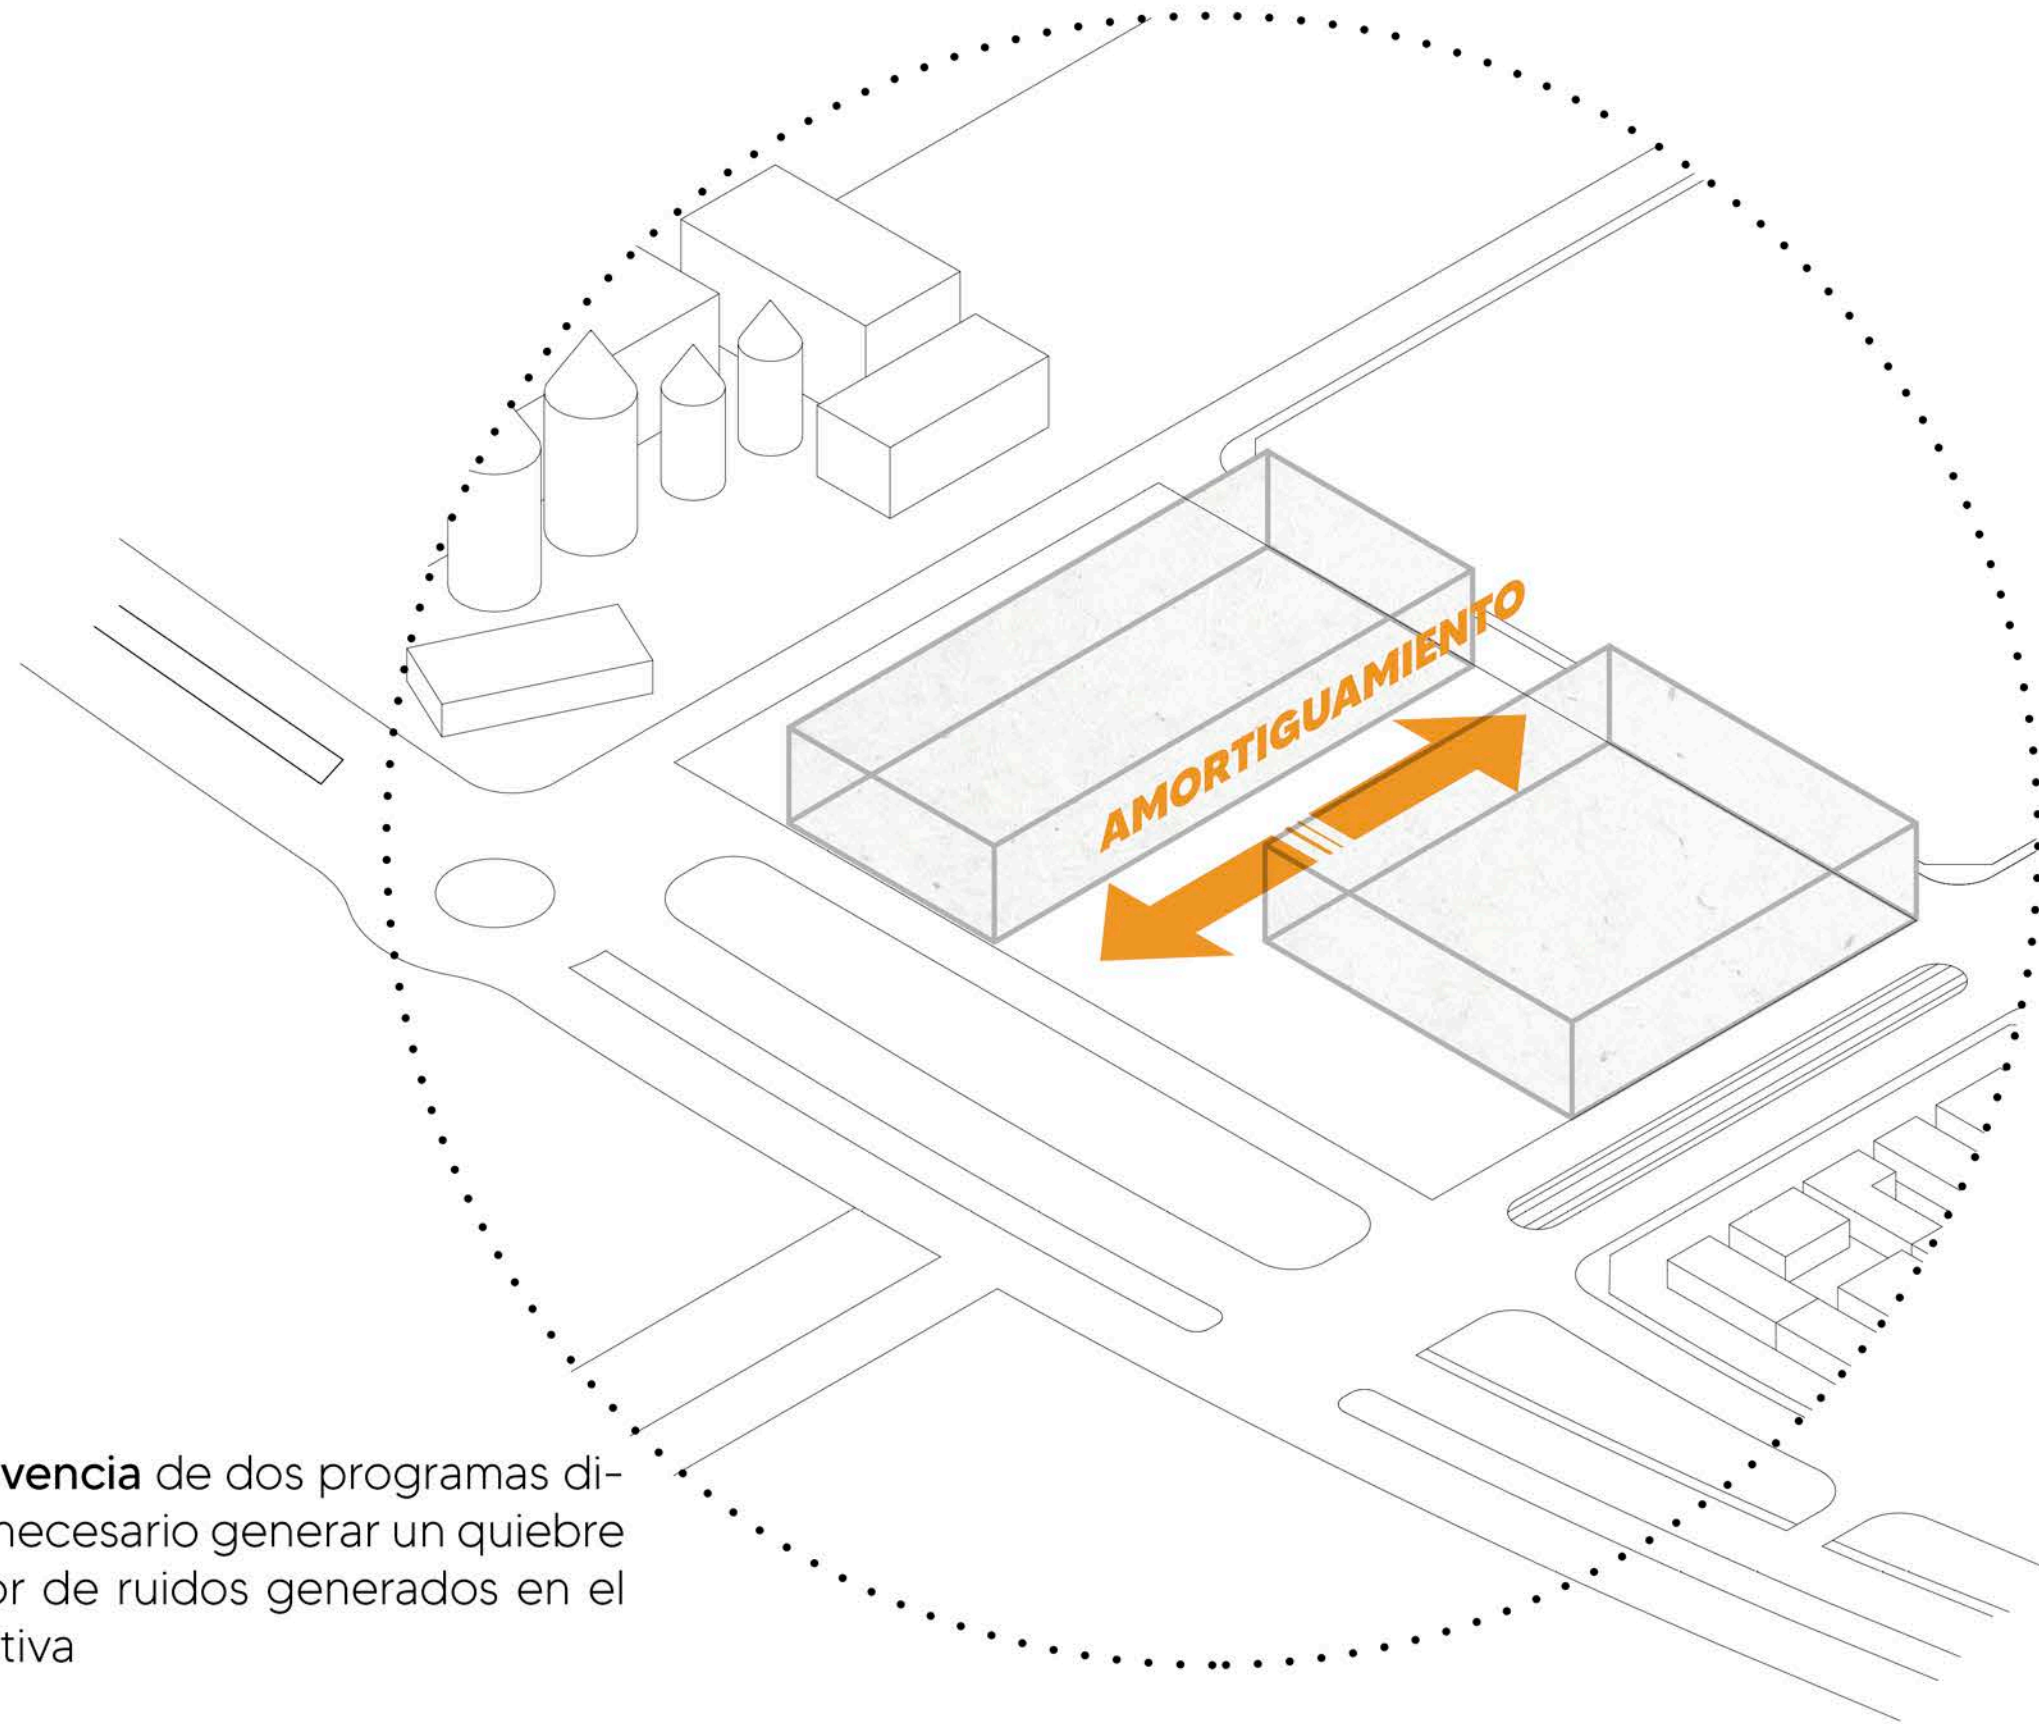 AMORTIGUAMIENTO
vencia de dos programas di-
necesario generar un quiebre
or de ruidos generados en el
tiva